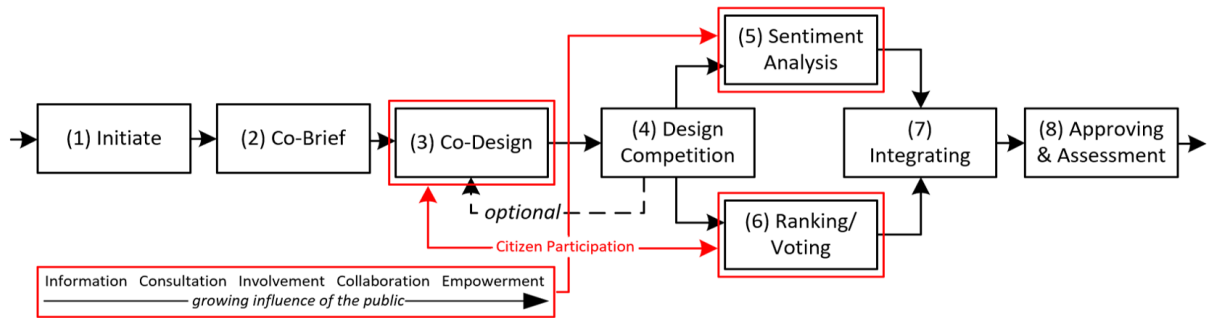 (1) Initiate
(2) Co-Brief
(3) Co-Design
(4) Design
Competition
(5) Sentiment
Analysis
(6) Ranking/
Voting
(7)
Integrating
(8) Approving
& Assessment
optional
Citizen Participation
Information Consultation Involvement Collaboration Empowerment
growing influence of the public